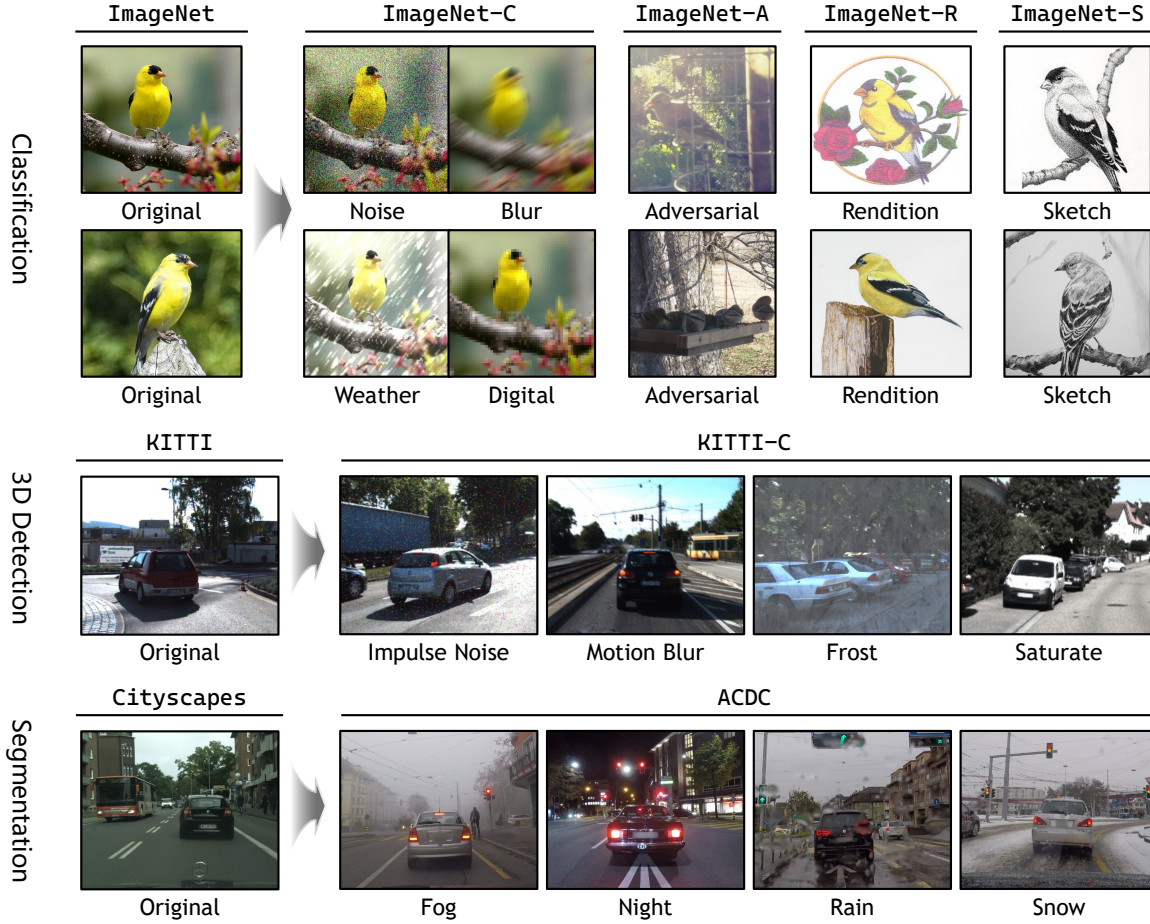 ImageNet ImageNet-C ImageNet-A ImageNet-R ImageNet-S
Classification
Original Noise Blur Adversarial Rendition Sketch
Original Weather Digital Adversarial Rendition Sketch
KITTI KITTI-C
3D Detection
Original Impulse Noise Motion Blur Frost Saturate
Cityscapes ACDC
Segmentation
Original Fog Night Rain Snow